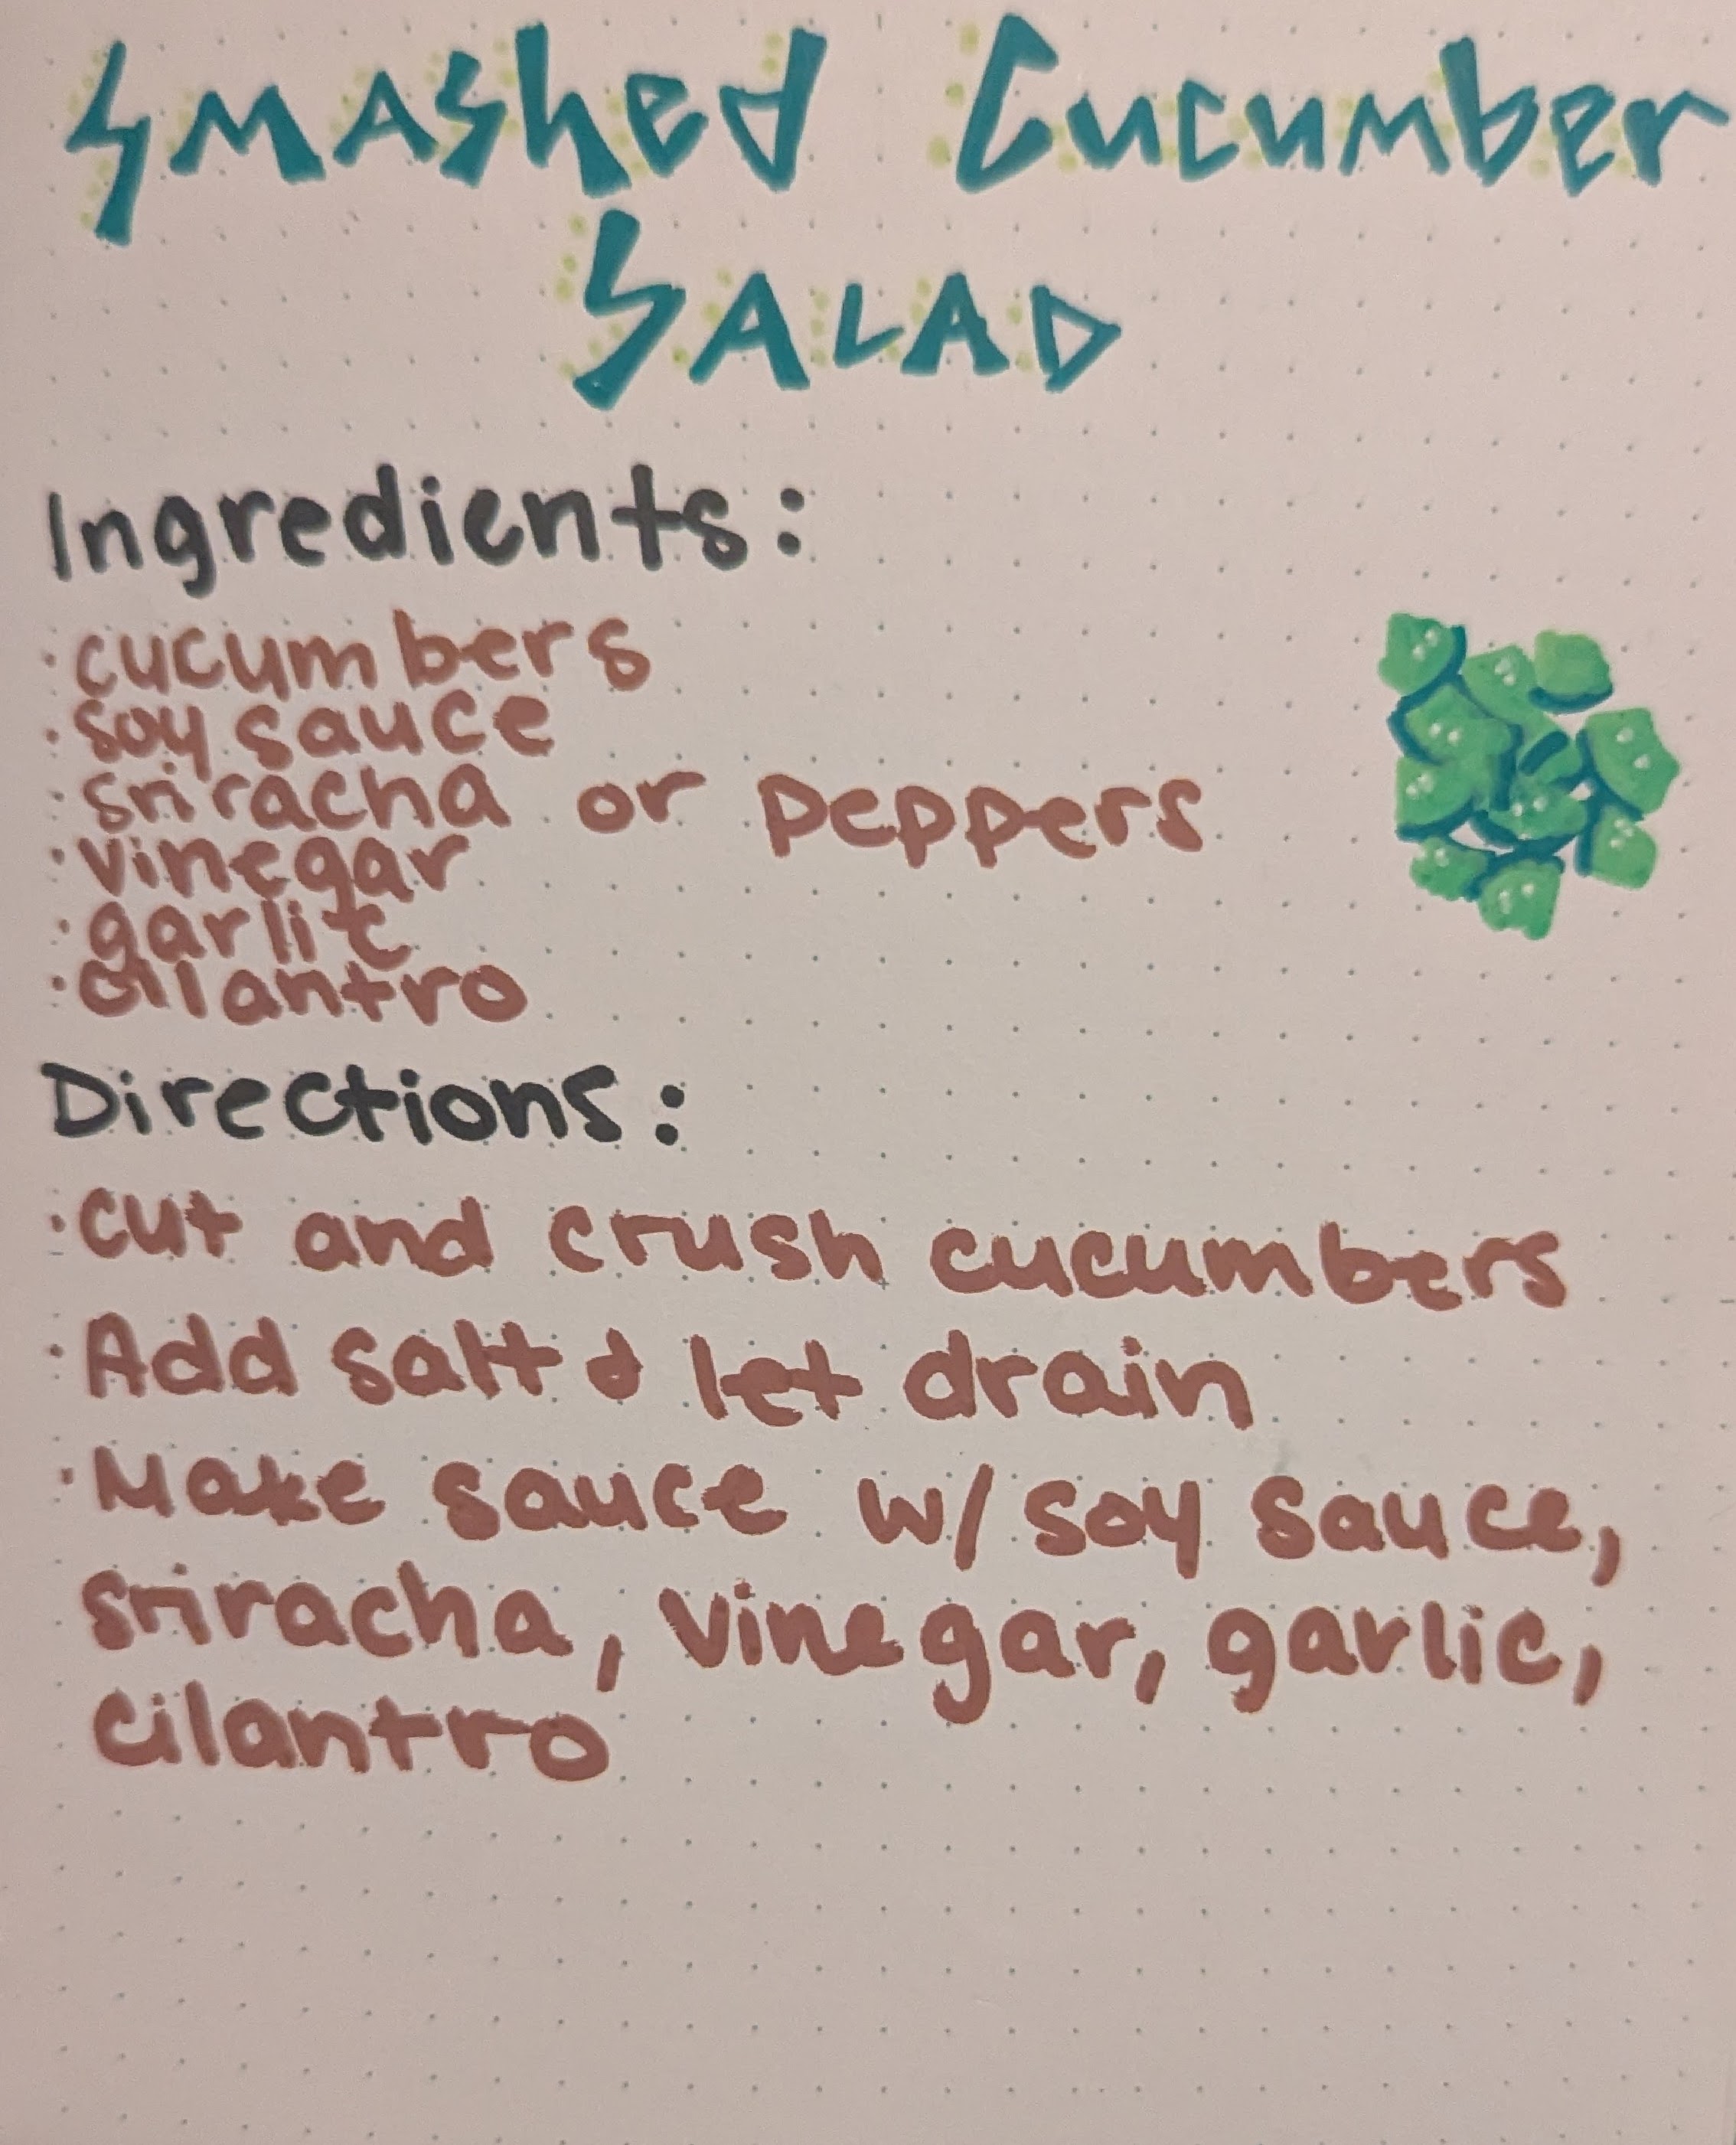 Smashed Cucumber
Salad
Ingredients:
· cucumbers
· soy sauce
· sriracha or peppers
· vinegar
· garlic
· cilantro
Directions:
· cut and crush cucumbers
· Add salt & let drain
· Make sauce w/ soy sauce,
sriracha, vinegar, garlic,
cilantro